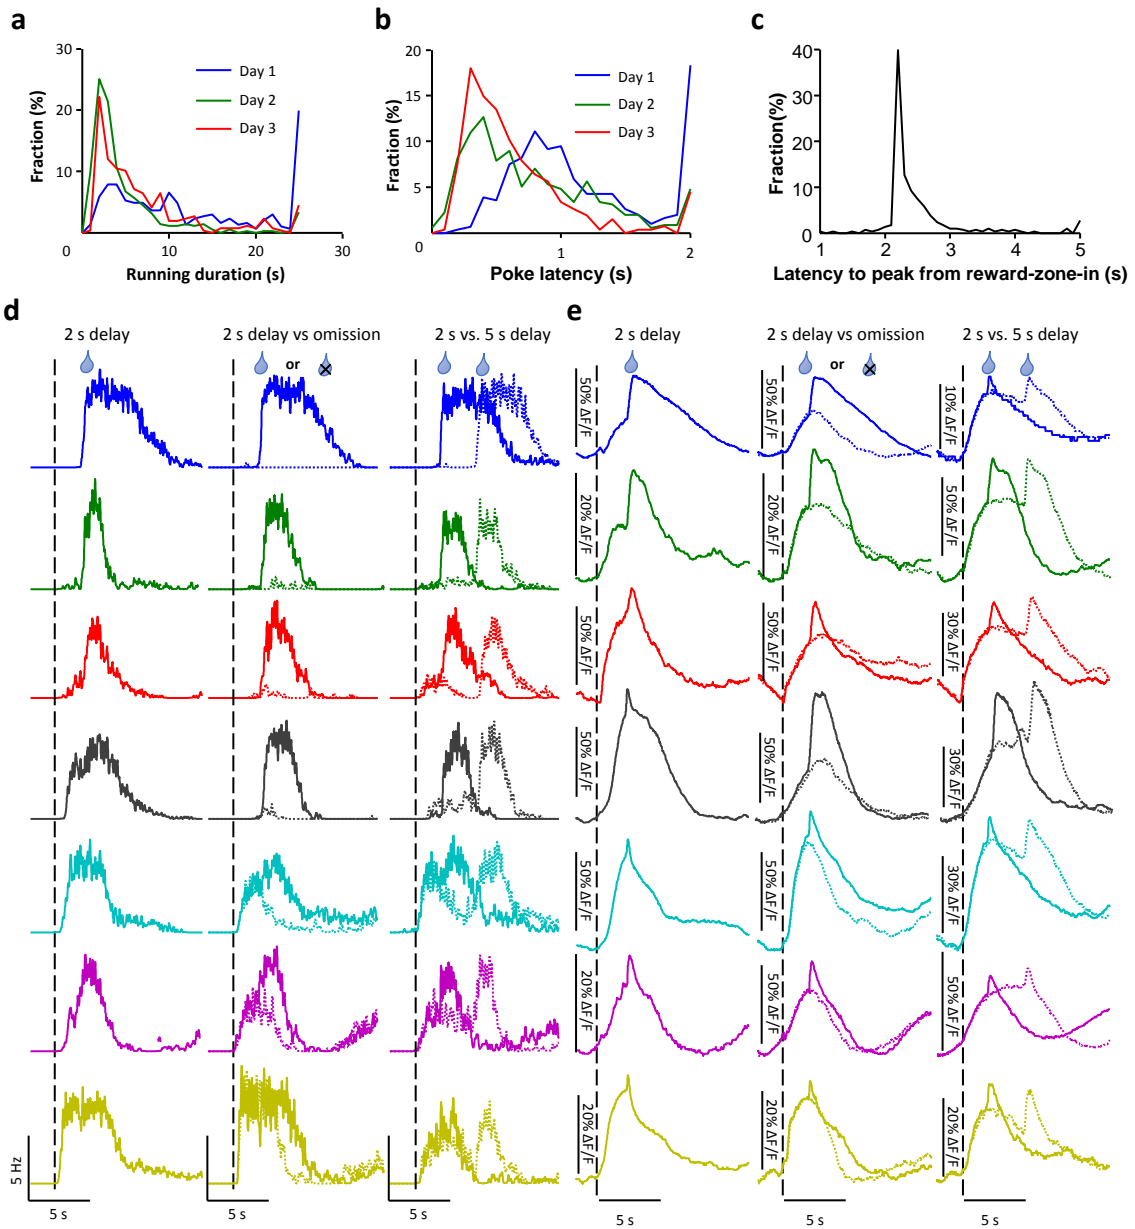 a
30
20
10
0
10
20
30
Fraction (%)
Running duration (s)
Day 1
Day 2
Day 3
b
20
15
10
5
0
1
2
Fraction (%)
Poke latency (s)
Day 1
Day 2
Day 3
c
40
30
20
10
0
1
2
3
4
5
Fraction(%)
Latency to peak from reward-zone-in (s)
d
2 s delay
2 s delay vs omission
or
2 s vs. 5 s delay
5 Hz
5 s
5 s
5 s
e
2 s delay
2 s delay vs omission
or
2 s vs. 5 s delay
50% ΔF/F
50% ΔF/F
10% ΔF/F
20% ΔF/F
20% ΔF/F
50% ΔF/F
50% ΔF/F
50% ΔF/F
30% ΔF/F
50% ΔF/F
50% ΔF/F
30% ΔF/F
50% ΔF/F
50% ΔF/F
30% ΔF/F
20% ΔF/F
50% ΔF/F
50% ΔF/F
20% ΔF/F
20% ΔF/F
20% ΔF/F
5 s
5 s
5 s